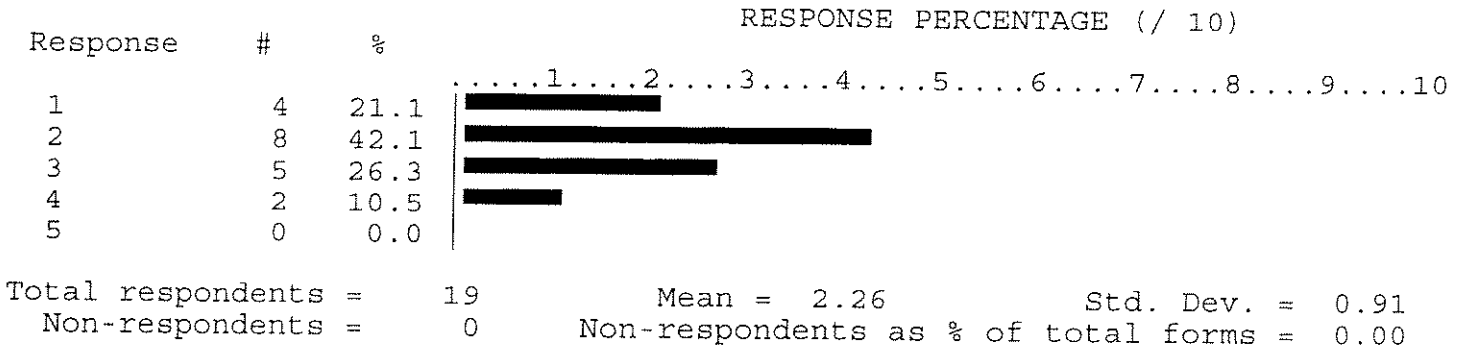 RESPONSE PERCENTAGE (/ 10)
Response # %
.....1....2....3....4....5....6....7....8....9....10
1 4 21.1
2 8 42.1
3 5 26.3
4 2 10.5
5 0 0.0
Total respondents = 19 Mean = 2.26 Std. Dev. = 0.91
Non-respondents = 0 Non-respondents as % of total forms = 0.00